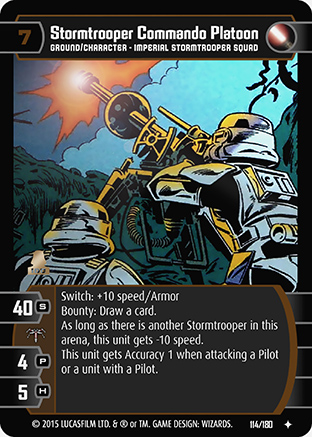 7
Stormtrooper Commando Platoon
GROUND/CHARACTER - IMPERIAL STORMTROOPER SQUAD
40 S
4 P
5 H
Switch: +10 speed/Armor
Bounty: Draw a card.
As long as there is another Stormtrooper in this
arena, this unit gets -10 speed.
This unit gets Accuracy 1 when attacking a Pilot
or a unit with a Pilot.
© 2015 LUCASFILM LTD. & ® or TM. GAME DESIGN: WIZARDS.
114/180